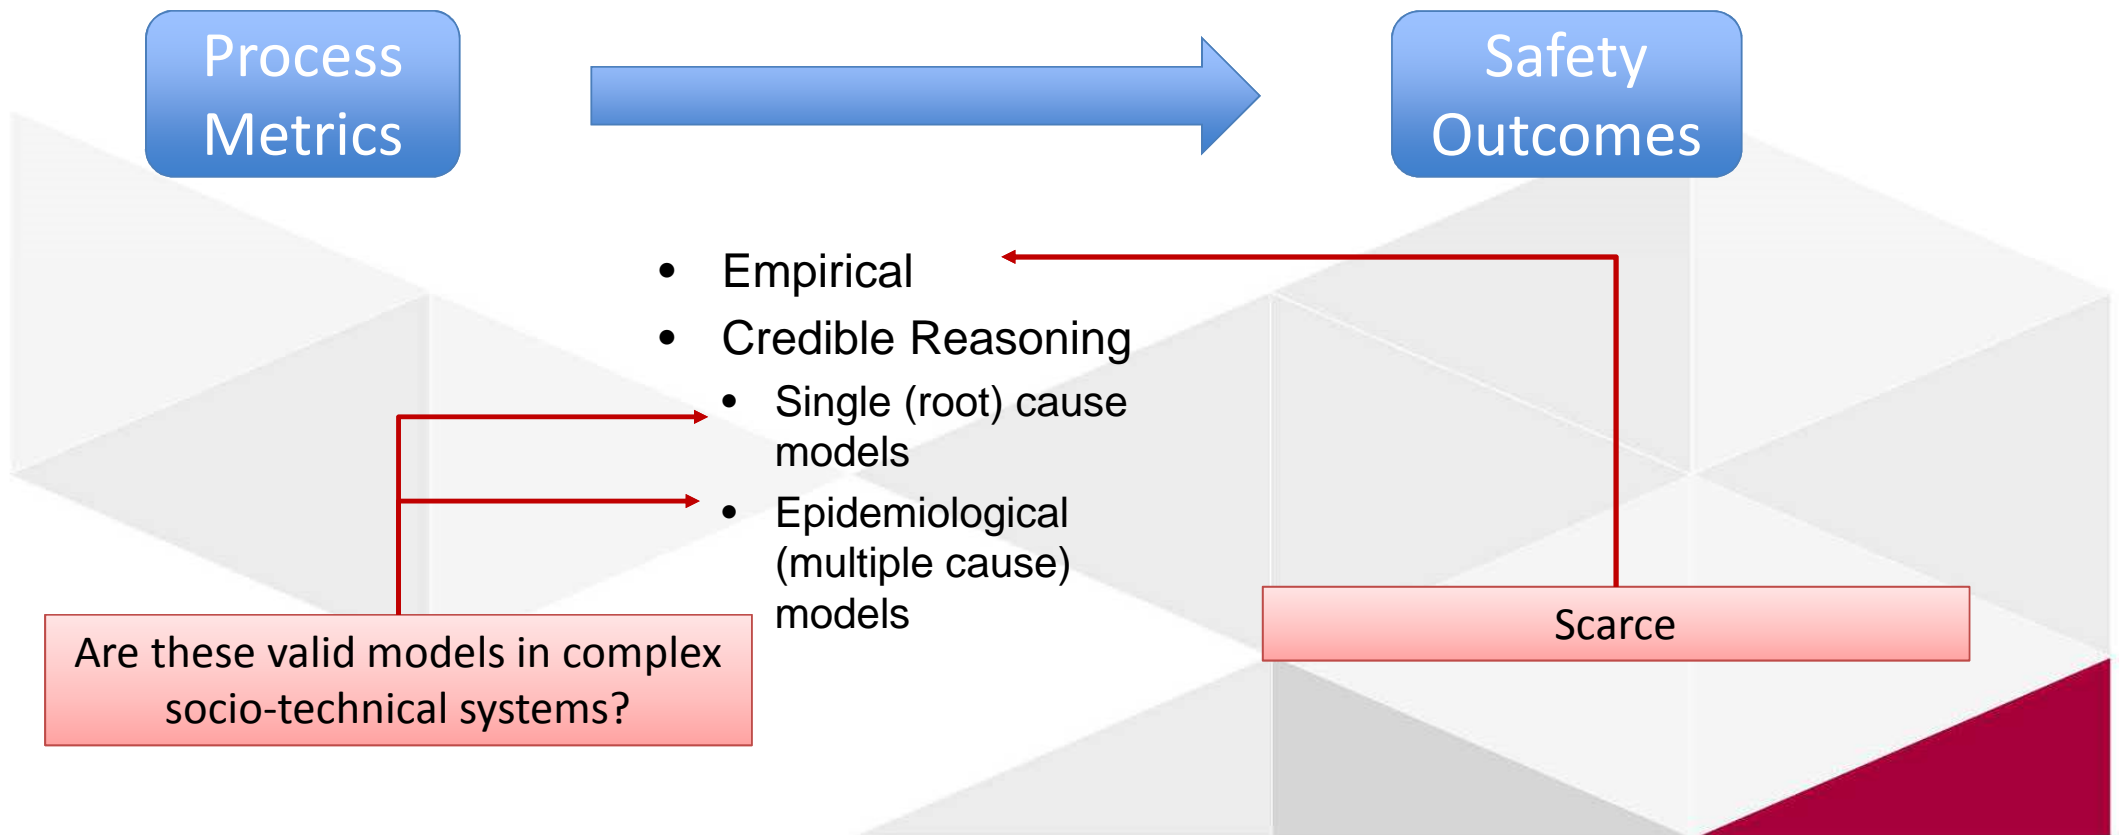 Process
Metrics
Safety
Outcomes
• Empirical
• Credible Reasoning
• Single (root) cause
models
• Epidemiological
(multiple cause)
models
Are these valid models in complex
socio-technical systems?
Scarce